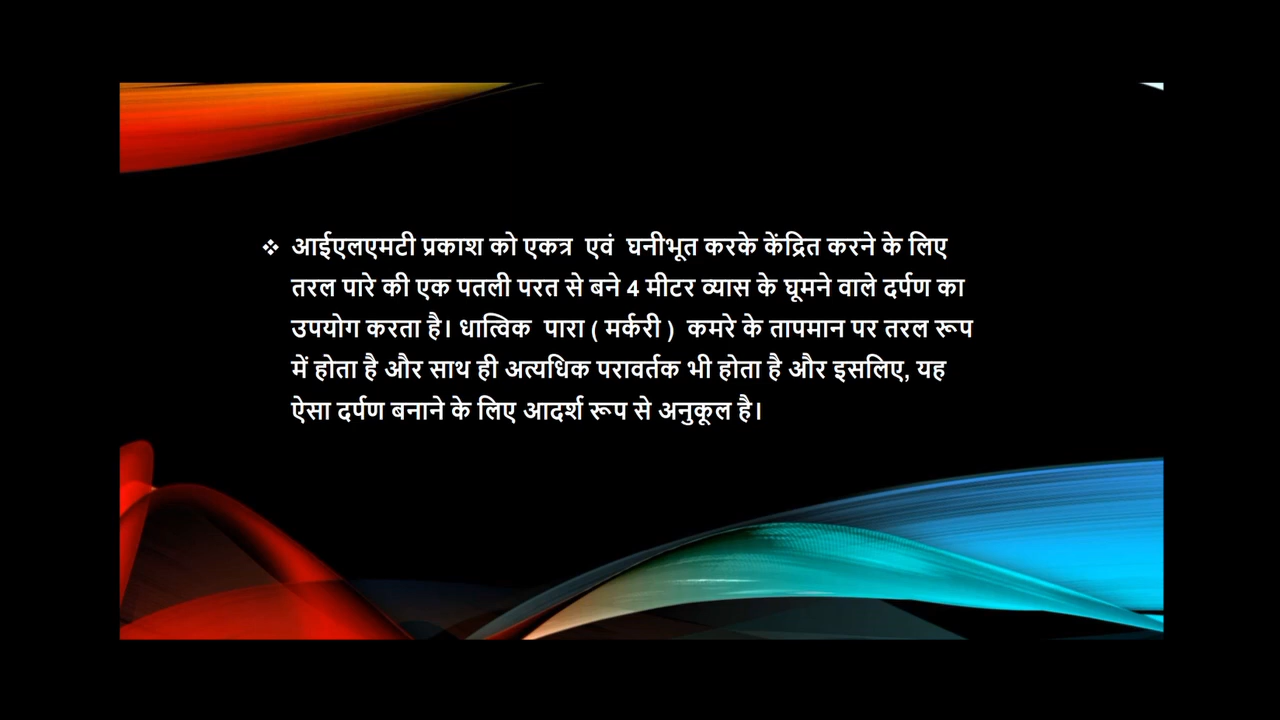 ❖ आईएलएमटी प्रकाश को एकत्र एवं घनीभूत करके केंद्रित करने के लिए
तरल पारे की एक पतली परत से बने 4 मीटर व्यास के घूमने वाले दर्पण का
उपयोग करता है। धात्विक पारा ( मर्करी ) कमरे के तापमान पर तरल रूप
में होता है और साथ ही अत्यधिक परावर्तक भी होता है और इसलिए, यह
ऐसा दर्पण बनाने के लिए आदर्श रूप से अनुकूल है।